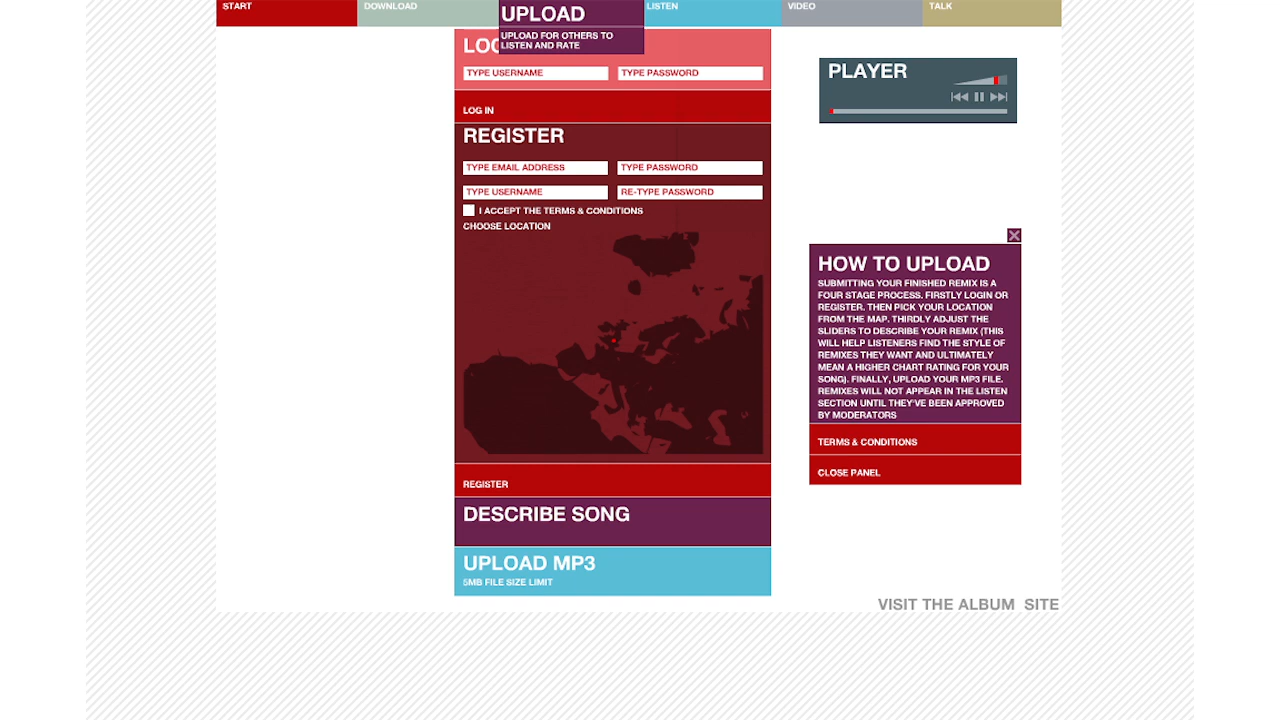 START
DOWNLOAD
UPLOAD
UPLOAD FOR OTHERS TO
LISTEN AND RATE
LISTEN
VIDEO
TALK
TYPE USERNAME
TYPE PASSWORD
LOG IN
REGISTER
TYPE EMAIL ADDRESS
TYPE PASSWORD
TYPE USERNAME
RE-TYPE PASSWORD
I ACCEPT THE TERMS & CONDITIONS
CHOOSE LOCATION
REGISTER
DESCRIBE SONG
UPLOAD MP3
5MB FILE SIZE LIMIT
PLAYER
HOW TO UPLOAD
SUBMITTING YOUR FINISHED REMIX IS A
FOUR STAGE PROCESS. FIRSTLY LOGIN OR
REGISTER. THEN PICK YOUR LOCATION
FROM THE MAP. THIRDLY ADJUST THE
SLIDERS TO DESCRIBE YOUR REMIX (THIS
WILL HELP LISTENERS FIND THE STYLE OF
REMIXES THEY WANT AND ULTIMATELY
MEAN A HIGHER CHART RATING FOR YOUR
SONG). FINALLY, UPLOAD YOUR MP3 FILE.
REMIXES WILL NOT APPEAR IN THE LISTEN
SECTION UNTIL THEY'VE BEEN APPROVED
BY MODERATORS
TERMS & CONDITIONS
CLOSE PANEL
VISIT THE ALBUM SITE